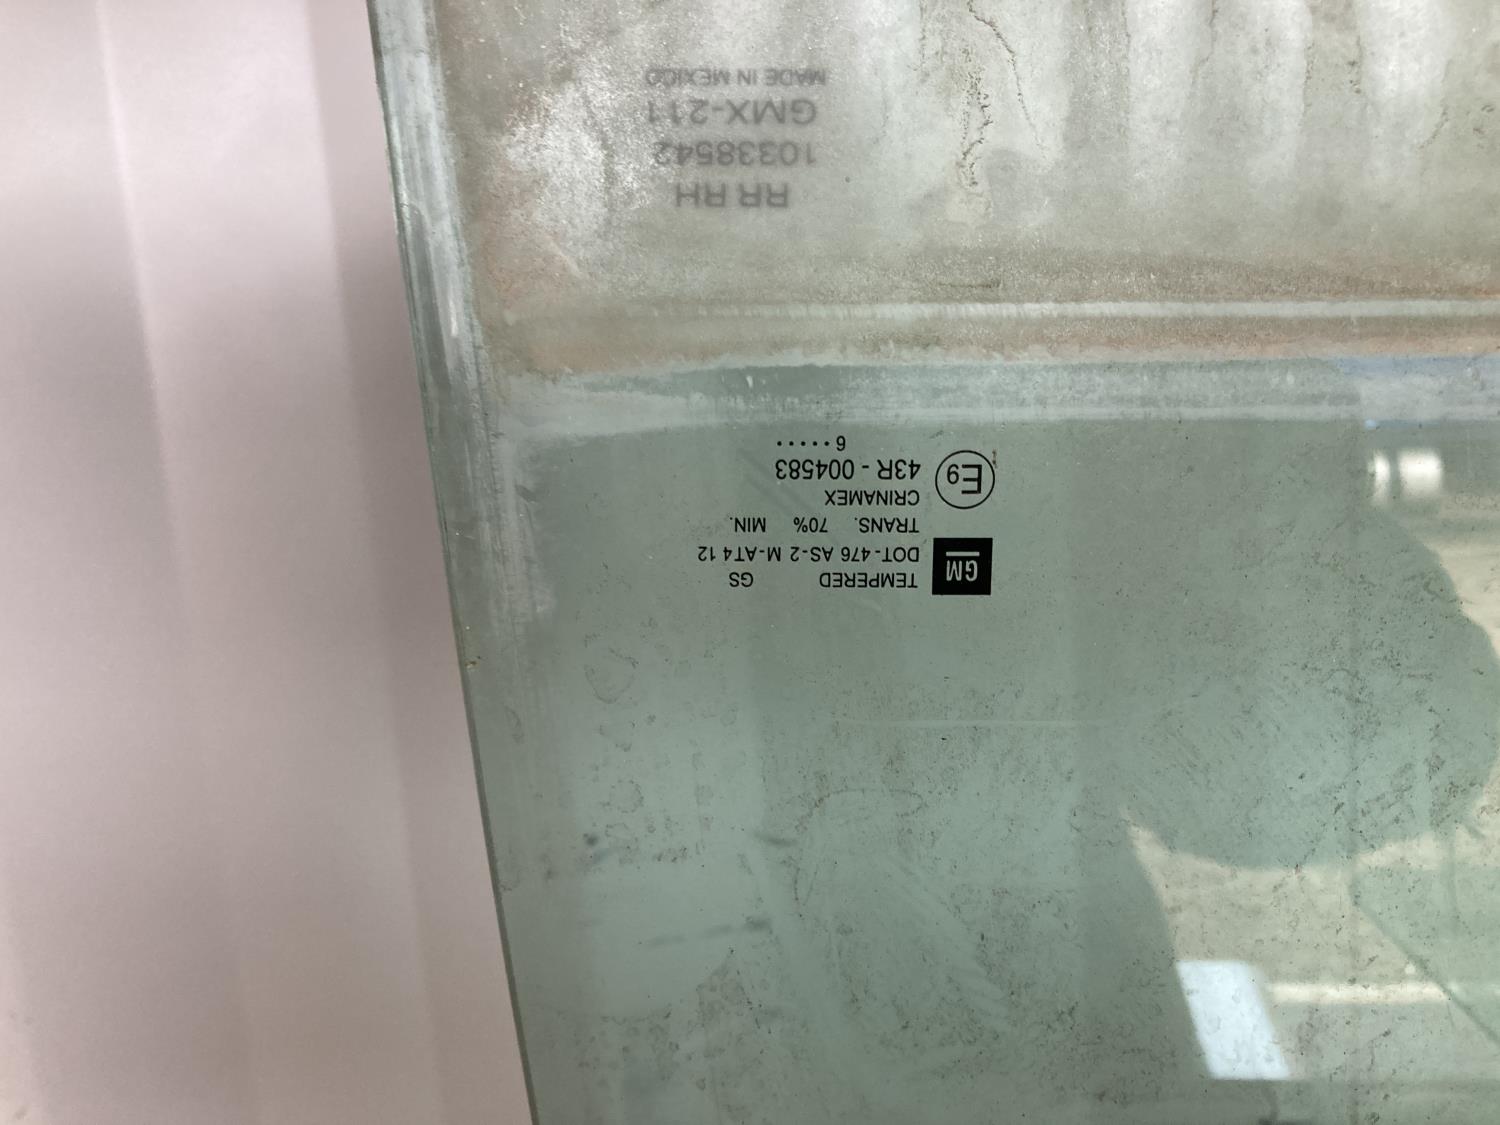 TEMPERED GS
DOT-476 AS-2 M-AT4 12
TRANS. 70% MIN.
GM
CRINAMEX
43R - 004583
E9
9 • • • • •
RR RH
10338542
GMX-211
MADE IN MEXICO